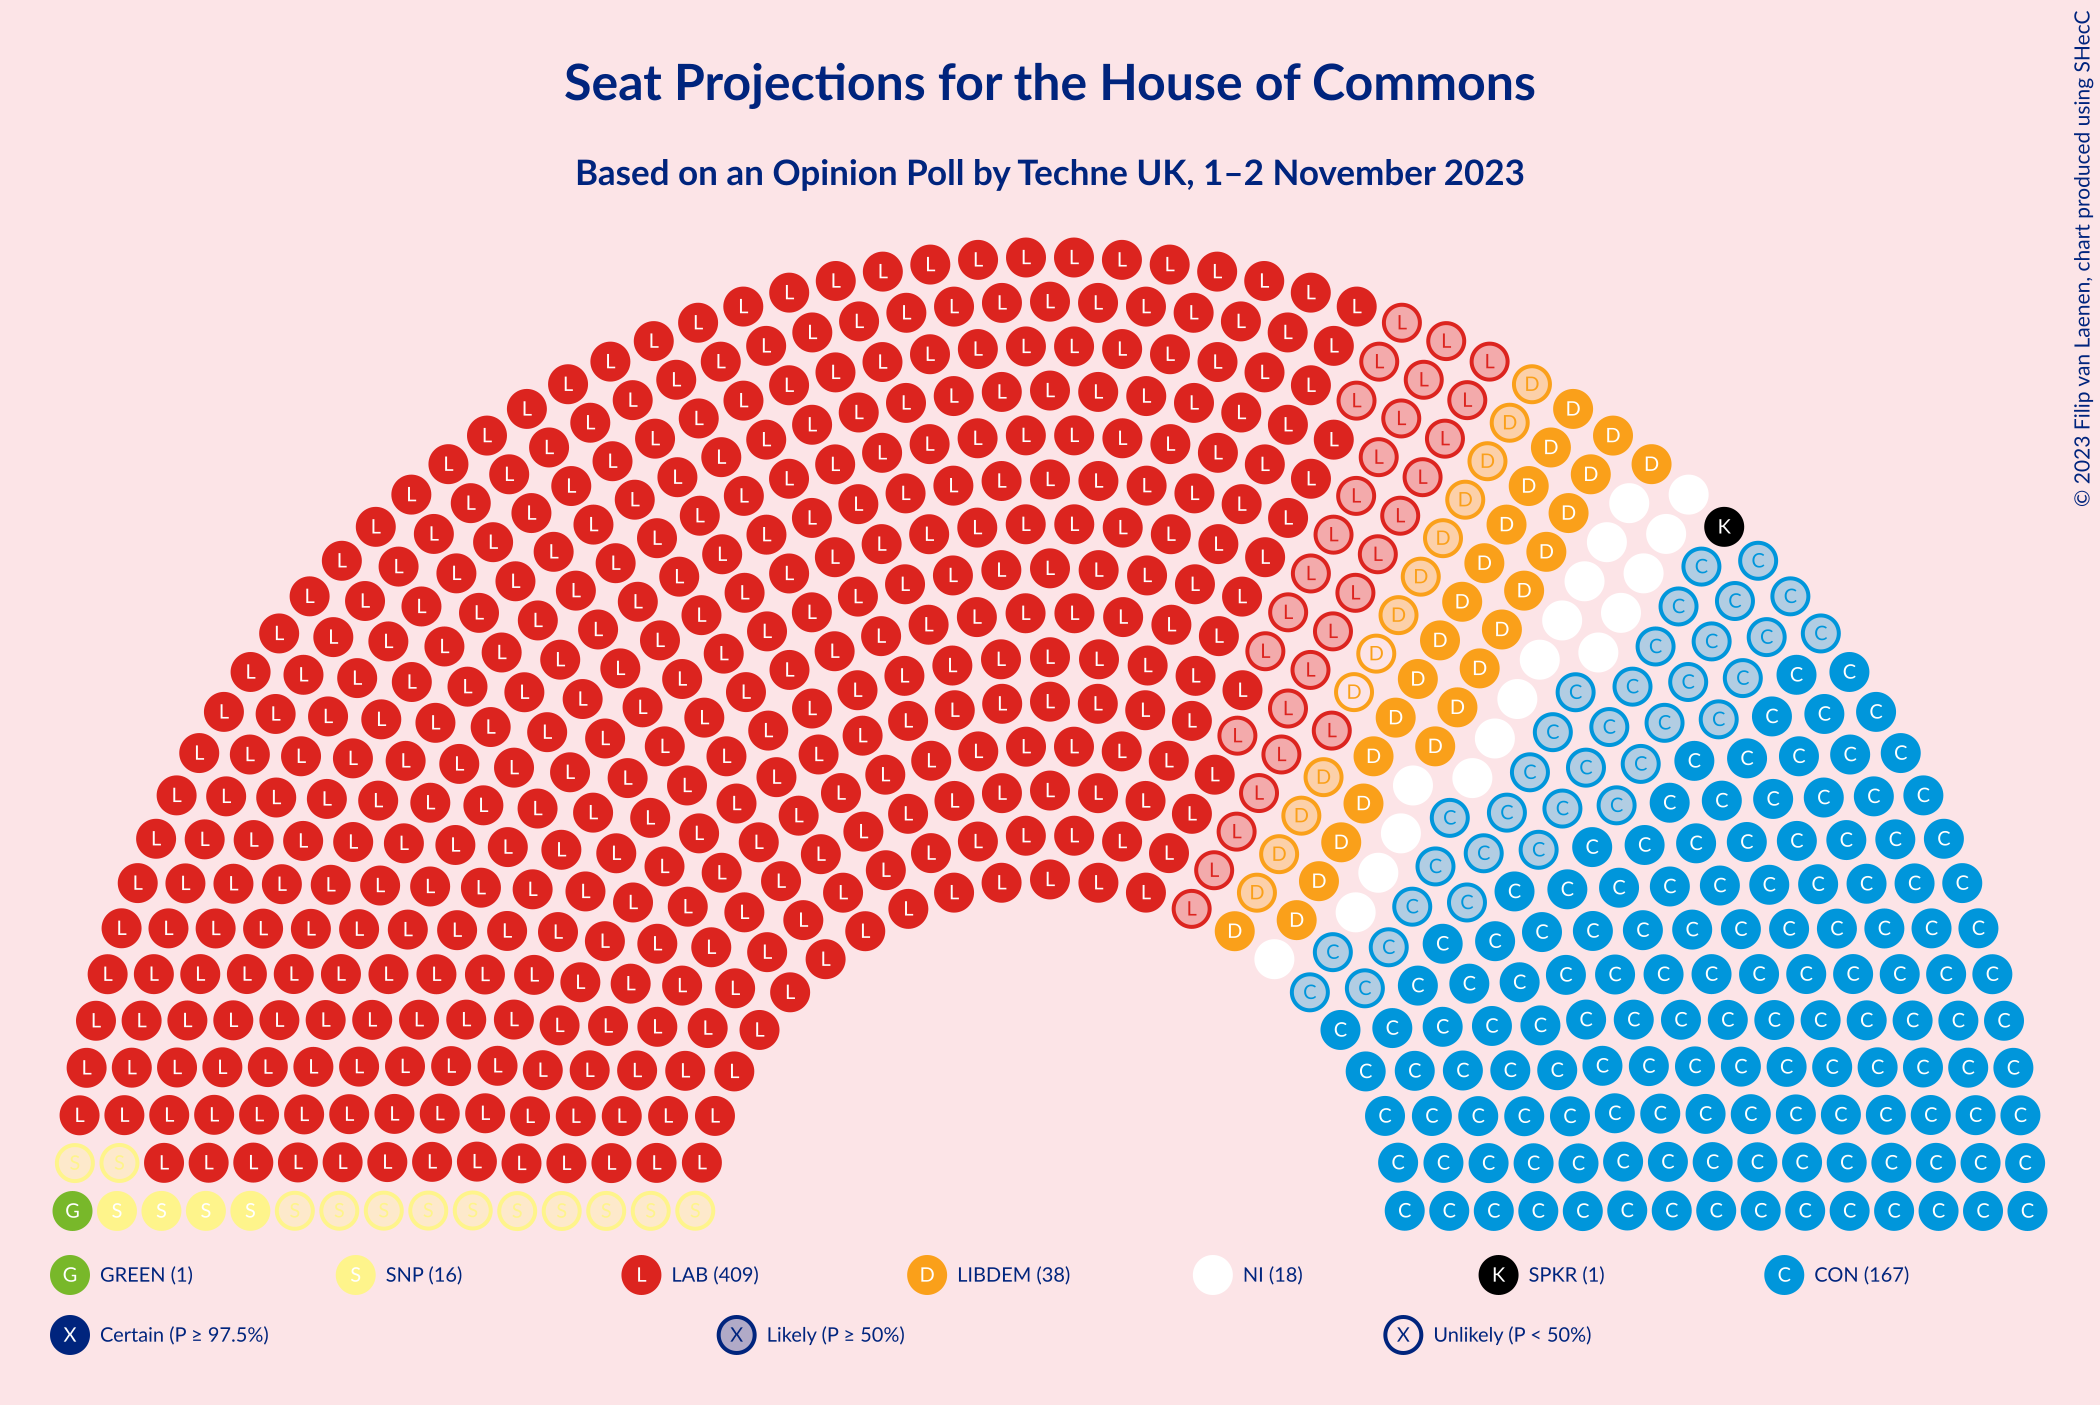 Seat Projections for the House of Commons
Based on an Opinion Poll by Techne UK, 1–2 November 2023
© 2023 Filip van Laenen, chart produced using SHecC
G GREEN (1)
S SNP (16)
L LAB (409)
D LIBDEM (38)
NI (18)
K SPKR (1)
C CON (167)
X Certain (P ≥ 97.5%)
X Likely (P ≥ 50%)
X Unlikely (P < 50%)